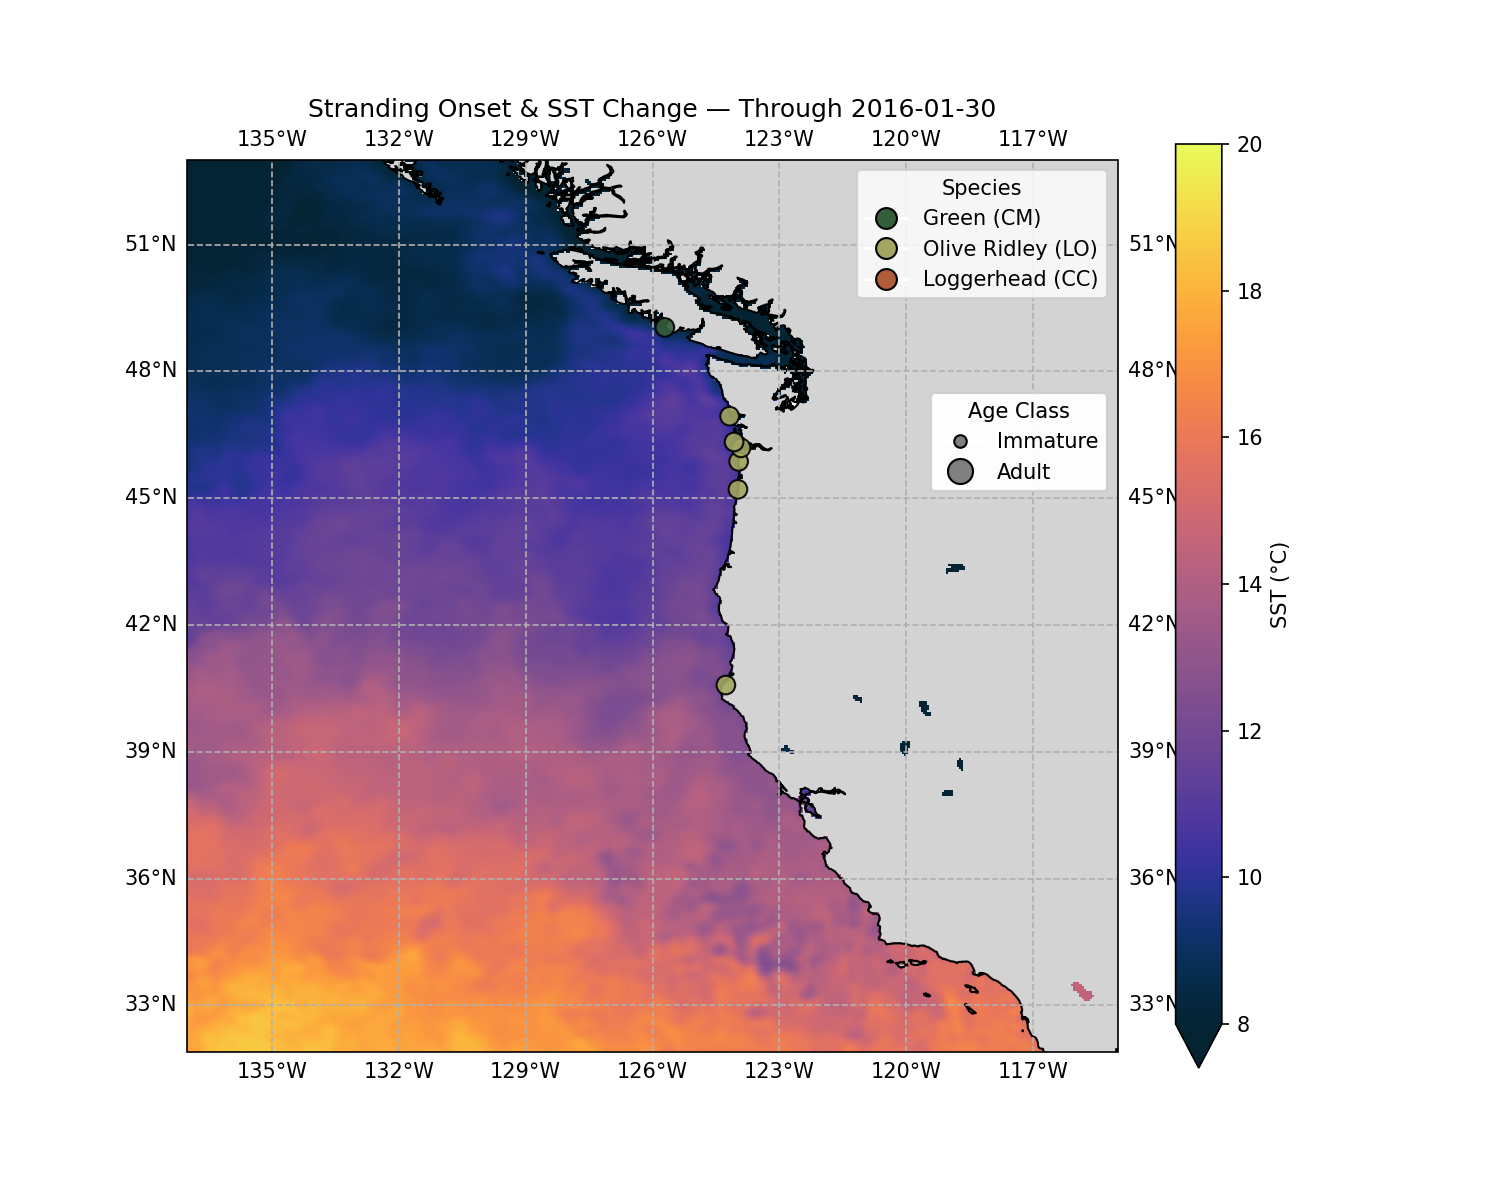 Stranding Onset & SST Change — Through 2016-01-30
135°W 132°W 129°W 126°W 123°W 120°W 117°W
20
Species
Green (CM)
Olive Ridley (LO)
Loggerhead (CC)
51°N 51°N
18
48°N 48°N
Age Class
Immature
Adult
16
45°N 45°N
14
SST (°C)
42°N 42°N
12
39°N 39°N
10
36°N 36°N
33°N 33°N
8
135°W 132°W 129°W 126°W 123°W 120°W 117°W